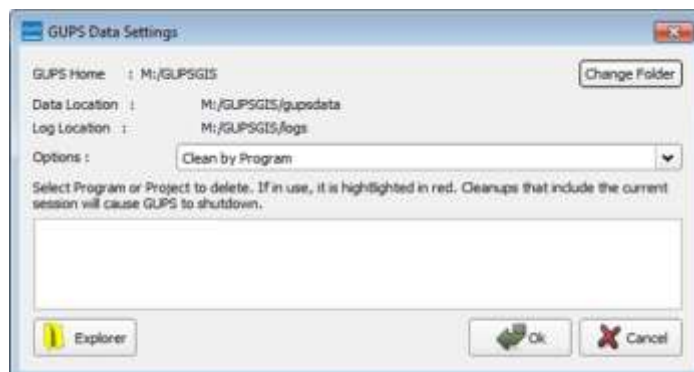 GUPS Data Settings
GUPS Home : M:/GUPSGIS
Change Folder
Data Location : M:/GUPSGIS/gupsdata
Log Location : M:/GUPSGIS/logs
Options : Clean by Program
Select Program or Project to delete. If in use, it is hightlighted in red. Cleanups that include the current
session will cause GUPS to shutdown.
Explorer
Ok
Cancel